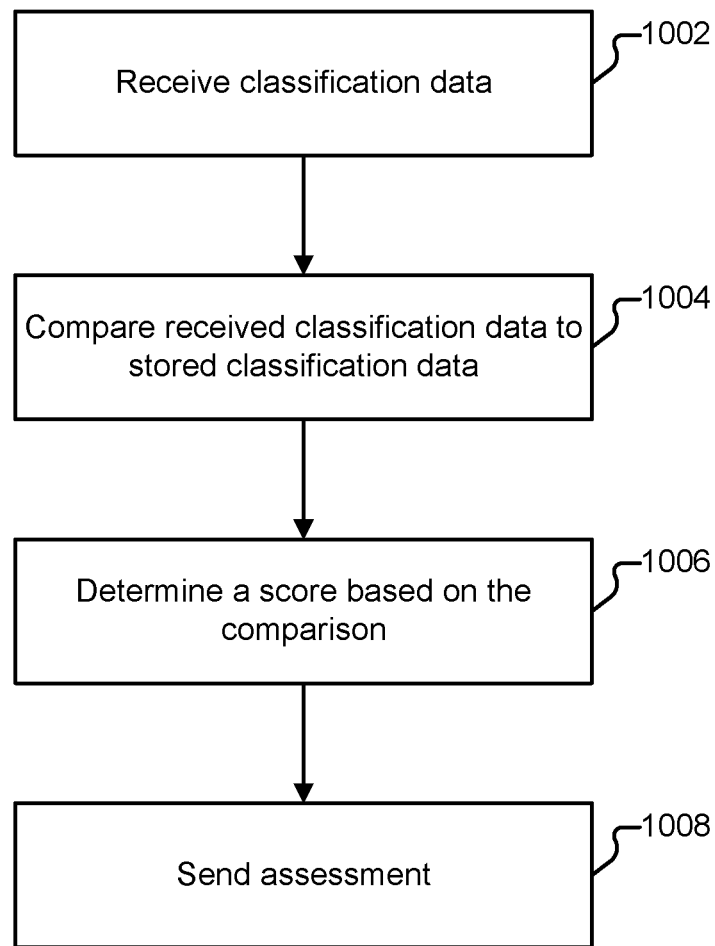 1002
Receive classification data
1004
Compare received classification data to
stored classification data
1006
Determine a score based on the
comparison
1008
Send assessment